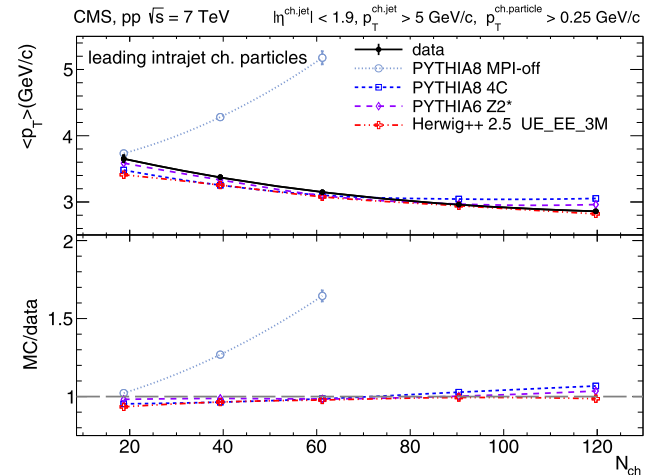 CMS, pp √s = 7 TeV |η^{ch.jet}| < 1.9, p_T^{ch.jet} > 5 GeV/c, p_T^{ch.particle} > 0.25 GeV/c
leading intrajet ch. particles
data
PYTHIA8 MPI-off
PYTHIA8 4C
PYTHIA6 Z2*
Herwig++ 2.5 UE_EE_3M
<p_T>(GeV/c)
5
4
3
MC/data
2
1.5
1
20 40 60 80 100 120
N_ch